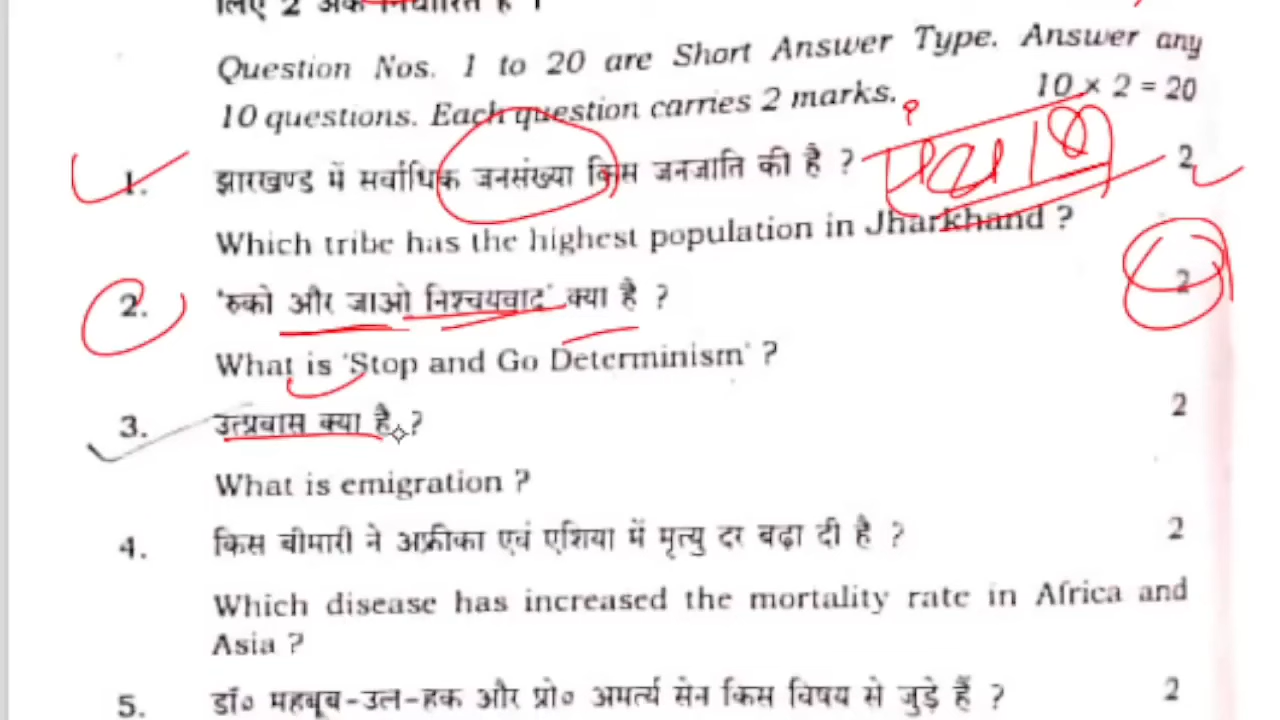 लिए 2 अंक निर्धारित है ।
Question Nos. 1 to 20 are Short Answer Type. Answer any
10 questions. Each question carries 2 marks. 10 × 2 = 20
1. झारखण्ड में सर्वाधिक जनसंख्या किस जनजाति की है ? 2
Which tribe has the highest population in Jharkhand ?
2. 'रुको और जाओ निश्चयवाद' क्या है ? 2
What is 'Stop and Go Determinism' ?
3. उत्प्रवास क्या है ? 2
What is emigration ?
4. किस बीमारी ने अफ्रीका एवं एशिया में मृत्यु दर बढ़ा दी है ? 2
Which disease has increased the mortality rate in Africa and
Asia ?
5. डॉ० महबूब-उल-हक और प्रो० अमर्त्य सेन किस विषय से जुड़े हैं ? 2